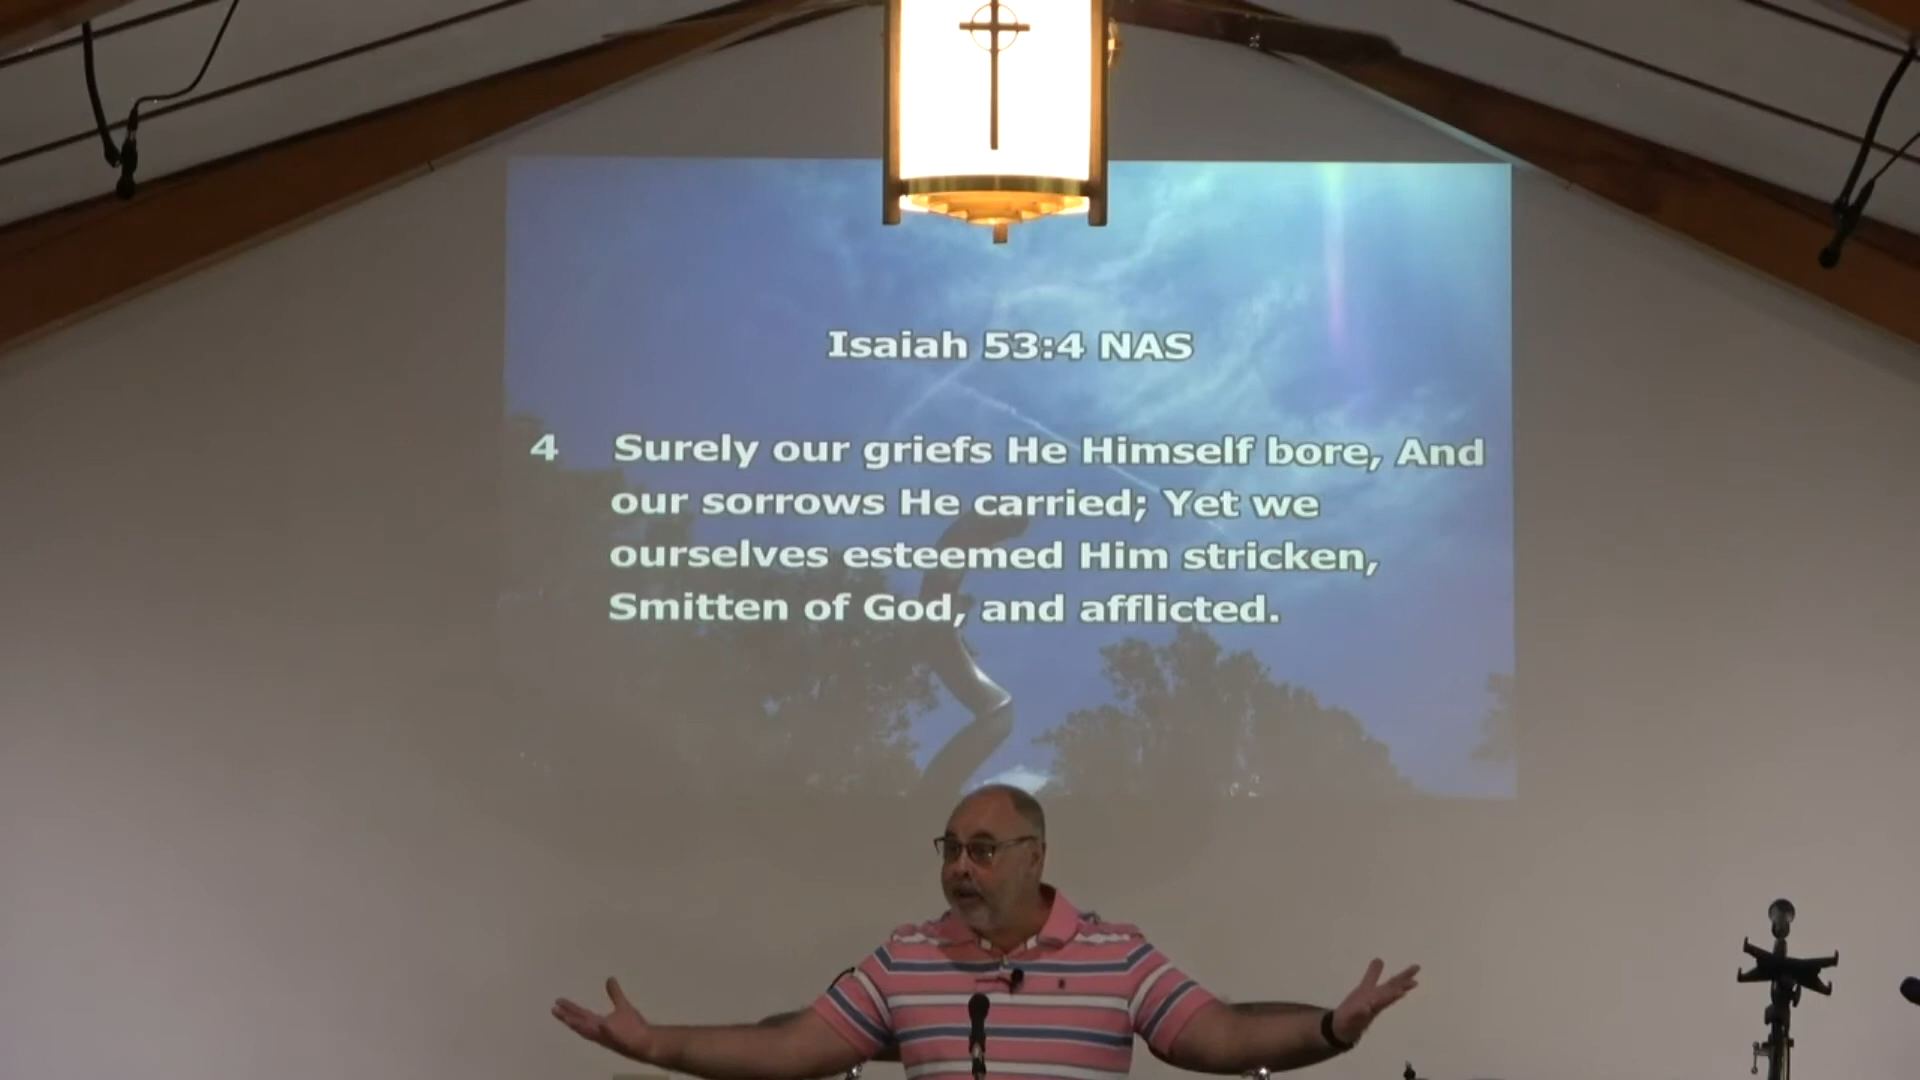 Isaiah 53:4 NAS
4 Surely our griefs He Himself bore, And
our sorrows He carried; Yet we
ourselves esteemed Him stricken,
Smitten of God, and afflicted.